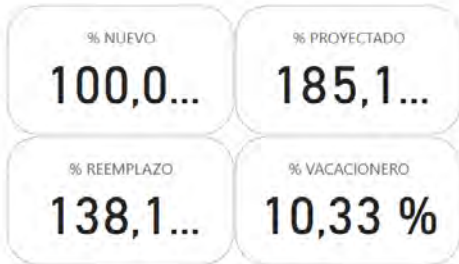 % NUEVO
100,0...
% PROYECTADO
185,1...
% REEMPLAZO
138,1...
% VACACIONERO
10,33 %